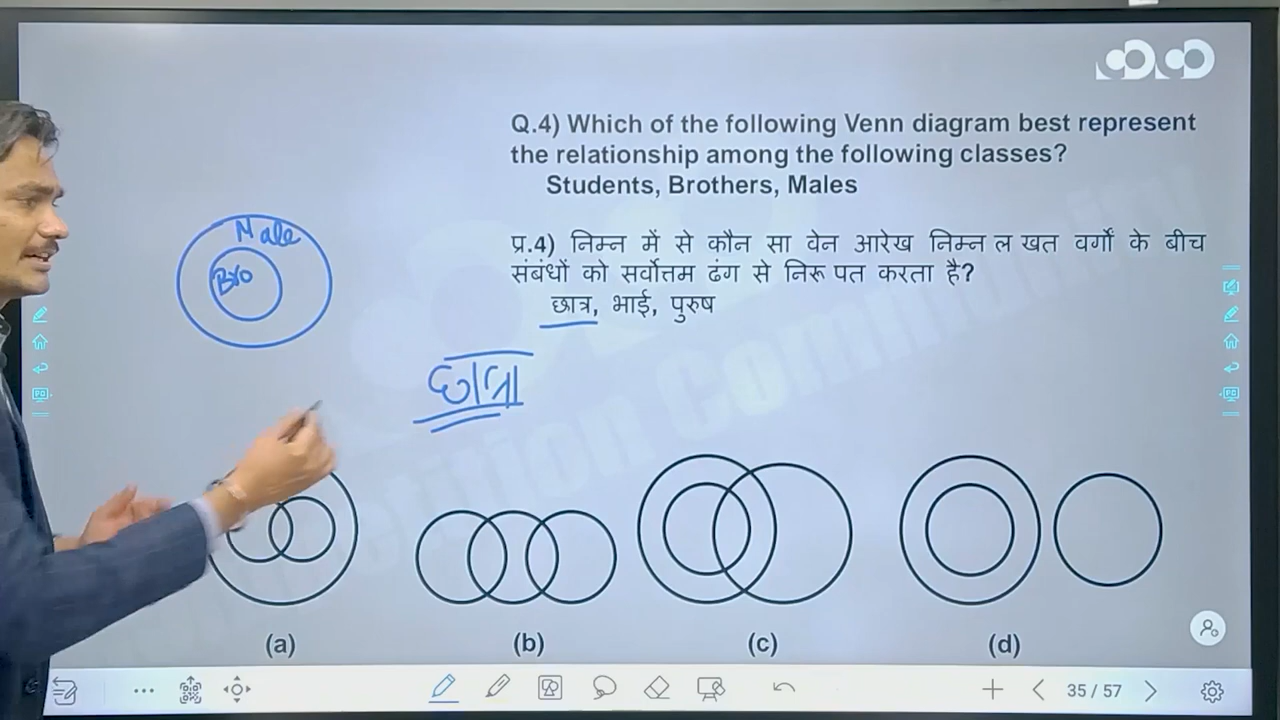 Q.4) Which of the following Venn diagram best represent
the relationship among the following classes?
Students, Brothers, Males
प्र.4) निम्न में से कौन सा वेन आरेख निम्नल खत वर्गों के बीच
संबंधों को सर्वोत्तम ढंग से निरू पत करता है?
छात्र, भाई, पुरुष
Male
Bro
छात्रा
(a) (b) (c) (d)
35 / 57